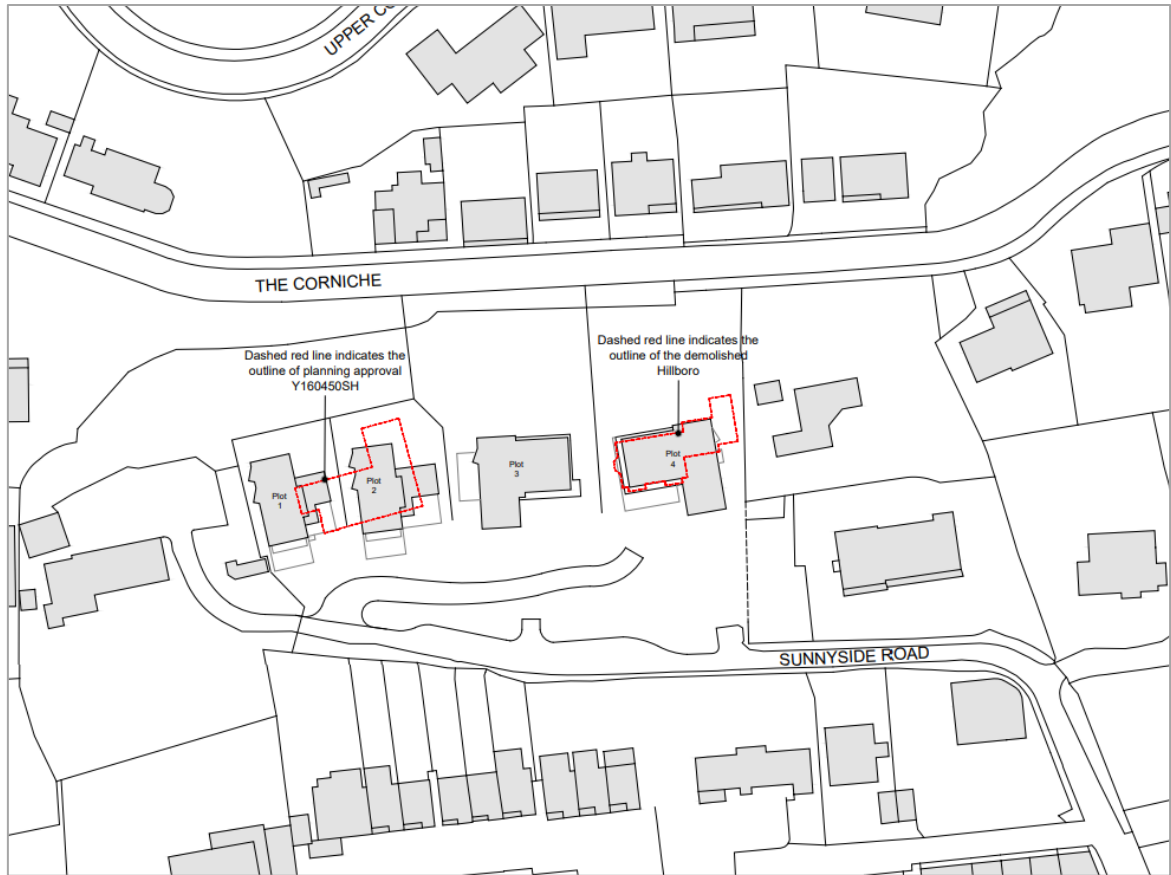 UPPER CO
THE CORNICHE
Dashed red line indicates the
outline of planning approval
Y160450SH
Dashed red line indicates the
outline of the demolished
Hillboro
Plot
1
Plot
2
Plot
3
Plot
4
SUNNYSIDE ROAD